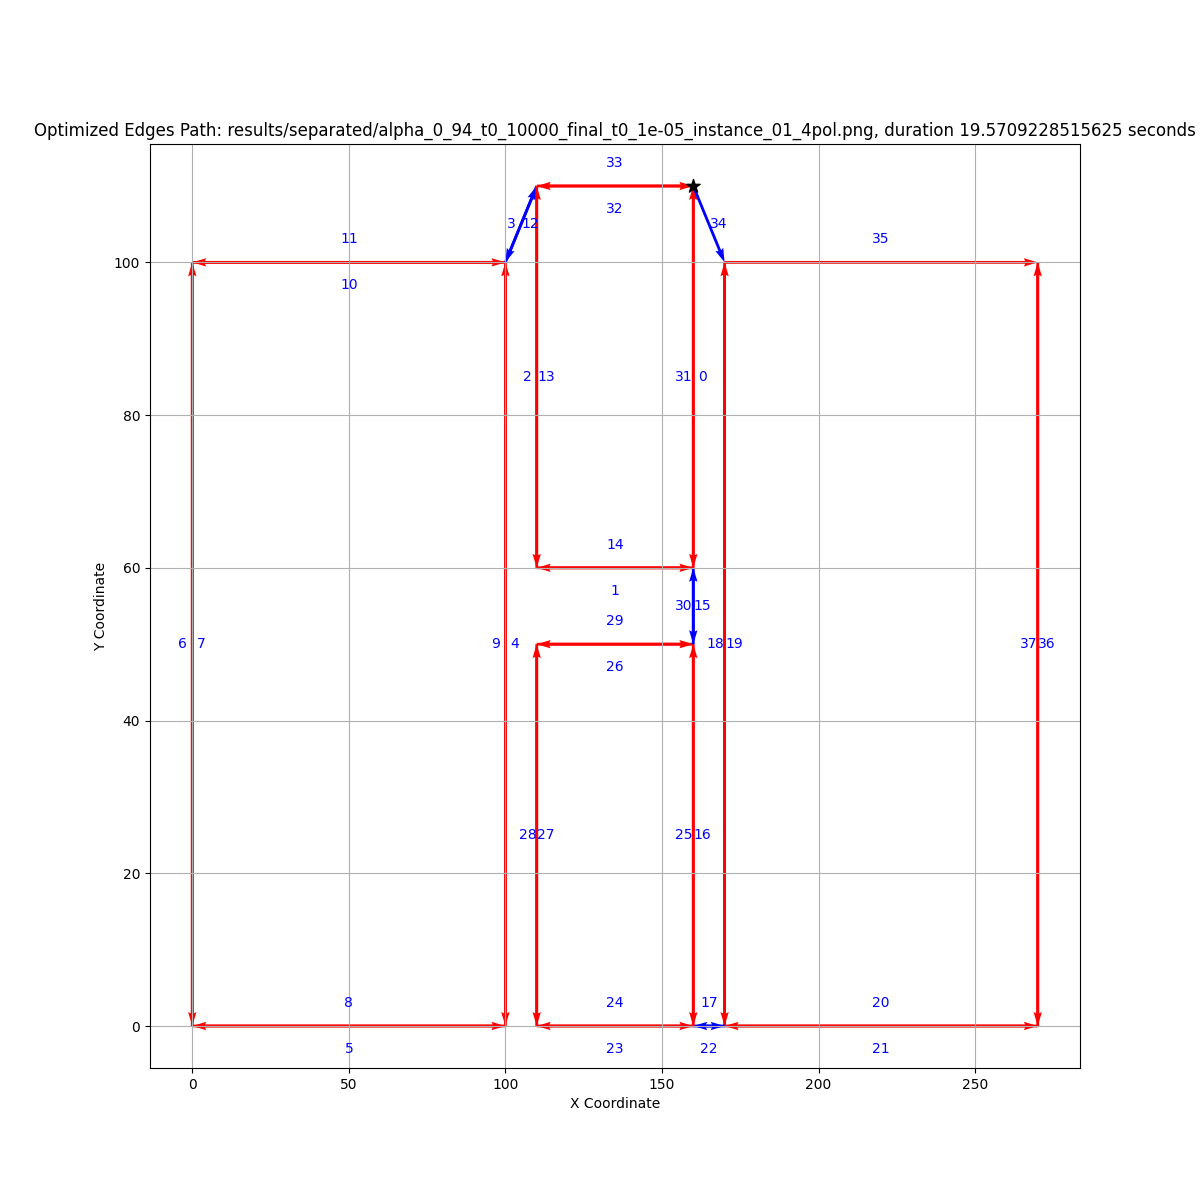 Optimized Edges Path: results/separated/alpha_0_94_t0_10000_final_t0_1e-05_instance_01_4pol.png, duration 19.5709228515625 seconds
33
3 12 32 34
11 35
100
10
2 13 31 0
80
60
14
1
30 15
29
6 7 9 4 18 19 37 36
26
Y Coordinate
40
28 27 25 16
20
8 24 17 20
0
5 23 22 21
0 50 100 150 200 250
X Coordinate